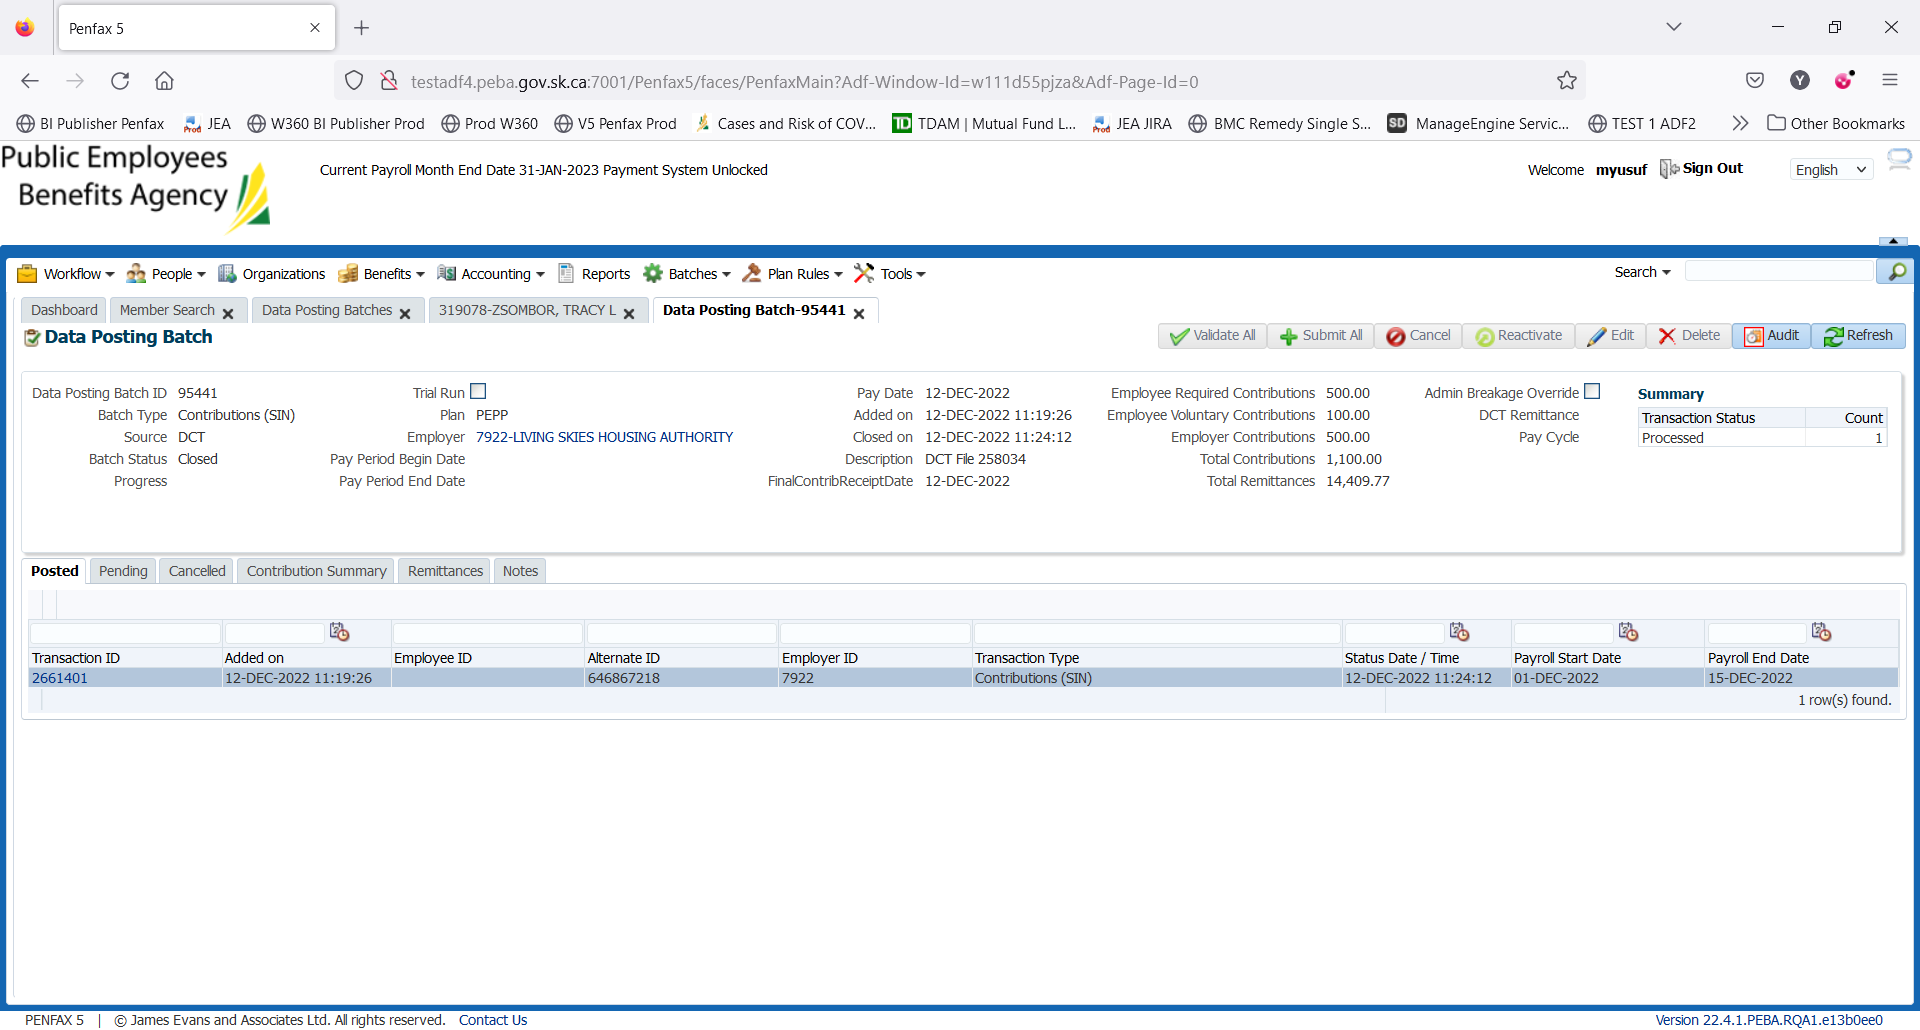 Penfax 5
testadf4.peba.gov.sk.ca:7001/Penfax5/faces/PenfaxMain?Adf-Window-Id=w111d55pjza&Adf-Page-Id=0
Y
BI Publisher Penfax JEA W360 BI Publisher Prod Prod W360 V5 Penfax Prod Cases and Risk of COV... TD TDAM | Mutual Fund L... JEA JIRA BMC Remedy Single S... SD ManageEngine Servic... TEST 1 ADF2 Other Bookmarks
Public Employees
Benefits Agency
Current Payroll Month End Date 31-JAN-2023 Payment System Unlocked
Welcome myusuf Sign Out English
Workflow People Organizations Benefits Accounting Reports Batches Plan Rules Tools Search
Dashboard Member Search Data Posting Batches 319078-ZSOMBOR, TRACY L Data Posting Batch-95441
Data Posting Batch
Validate All Submit All Cancel Reactivate Edit Delete Audit Refresh
Data Posting Batch ID 95441 Trial Run Pay Date 12-DEC-2022 Employee Required Contributions 500.00 Admin Breakage Override Summary
Batch Type Contributions (SIN) Plan PEPP Added on 12-DEC-2022 11:19:26 Employee Voluntary Contributions 100.00 DCT Remittance Transaction Status Count
Source DCT Employer 7922-LIVING SKIES HOUSING AUTHORITY Closed on 12-DEC-2022 11:24:12 Employer Contributions 500.00 Pay Cycle Processed 1
Batch Status Closed Pay Period Begin Date Description DCT File 258034 Total Contributions 1,100.00
Progress Pay Period End Date FinalContribReceiptDate 12-DEC-2022 Total Remittances 14,409.77
Posted Pending Cancelled Contribution Summary Remittances Notes
Transaction ID Added on Employee ID Alternate ID Employer ID Transaction Type Status Date / Time Payroll Start Date Payroll End Date
2661401 12-DEC-2022 11:19:26 646867218 7922 Contributions (SIN) 12-DEC-2022 11:24:12 01-DEC-2022 15-DEC-2022
1 row(s) found.
PENFAX 5 | © James Evans and Associates Ltd. All rights reserved. Contact Us Version 22.4.1.PEBA.RQA1.e13b0ee0